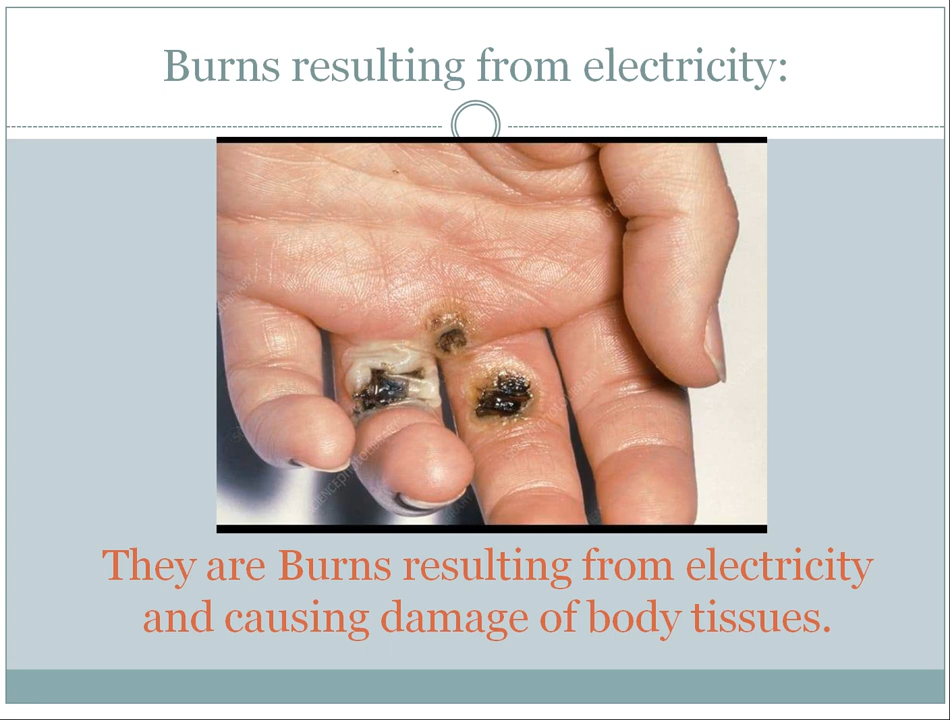 Burns resulting from electricity:
They are Burns resulting from electricity
and causing damage of body tissues.